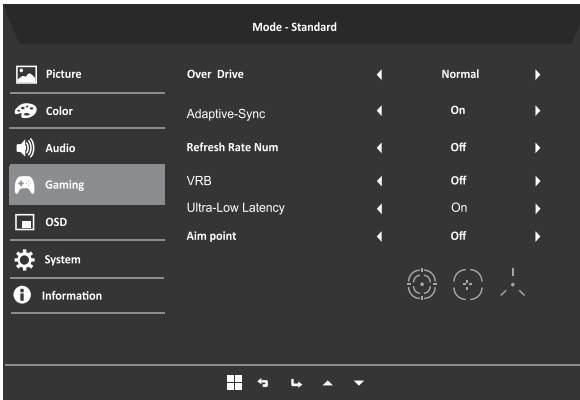 Mode - Standard
Picture
Over Drive Normal
Color
Adaptive-Sync On
Audio
Refresh Rate Num Off
Gaming
VRB Off
Ultra-Low Latency On
OSD
Aim point Off
System
Information